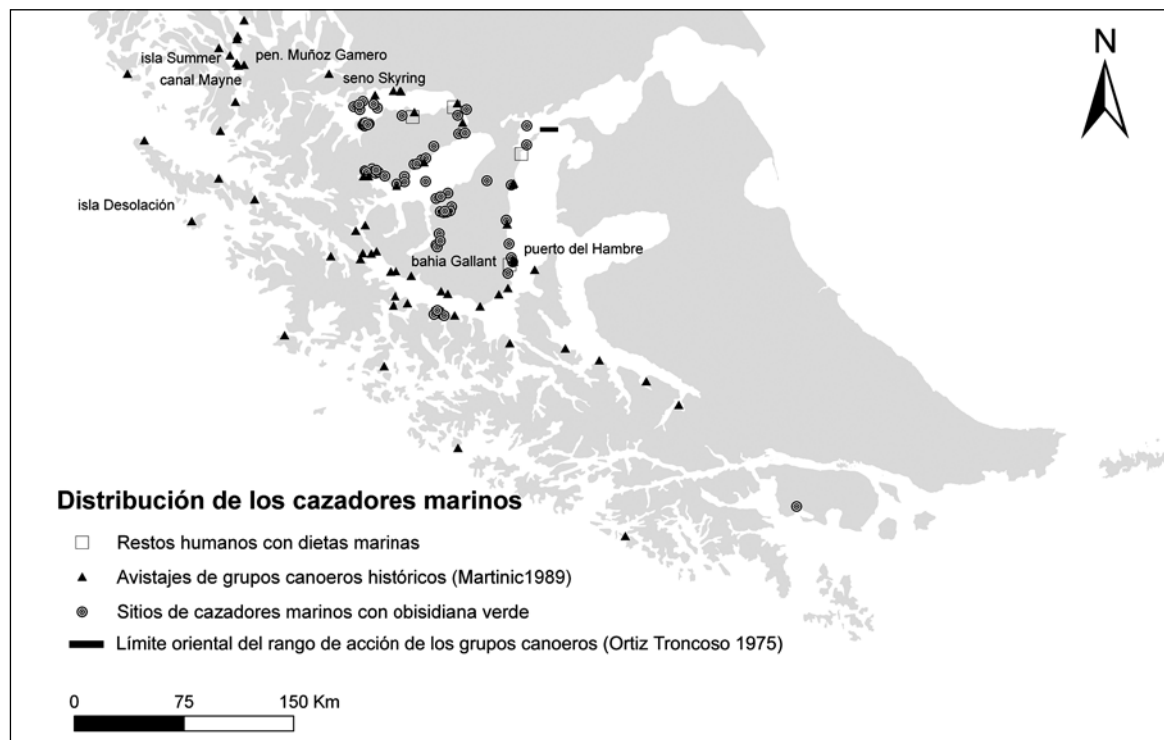 N
isla Summer
pen. Muñoz Gamero
canal Mayne
seno Skyring
isla Desolación
bahia Gallant
puerto del Hambre
Distribución de los cazadores marinos
Restos humanos con dietas marinas
Avistajes de grupos canoeros históricos (Martinic1989)
Sitios de cazadores marinos con obisidiana verde
Límite oriental del rango de acción de los grupos canoeros (Ortiz Troncoso 1975)
0 75 150 Km